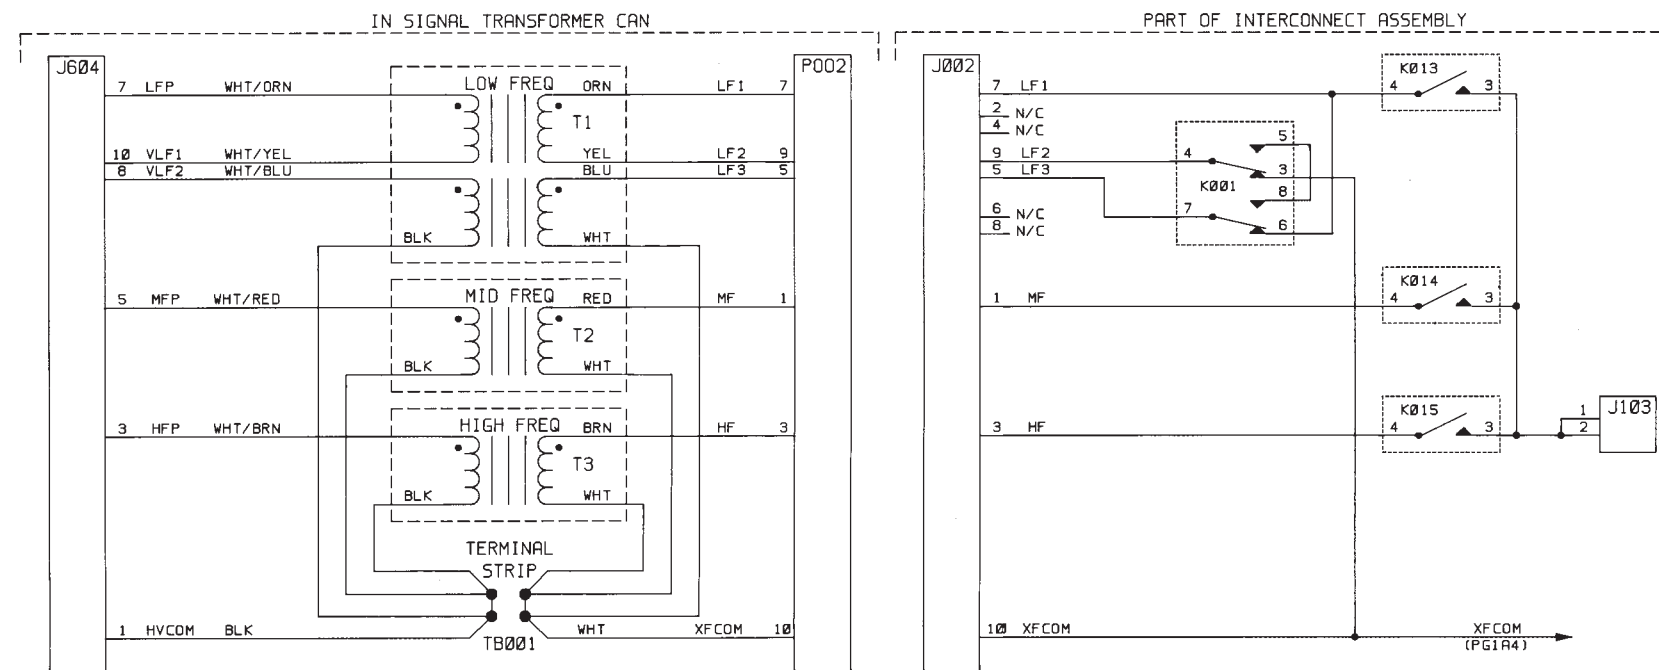 IN SIGNAL TRANSFORMER CAN
J604
P002
LOW FREQ
7 LFP WHT/ORN
ORN LF1 7
T1
10 VLF1 WHT/YEL
YEL LF2 9
8 VLF2 WHT/BLU
BLU LF3 5
BLK
WHT
MID FREQ
5 MFP WHT/RED
RED MF 1
T2
BLK
WHT
HIGH FREQ
3 HFP WHT/BRN
BRN HF 3
T3
BLK
WHT
TERMINAL
STRIP
1 HVCOM BLK
TB001
WHT XFCOM 10
PART OF INTERCONNECT ASSEMBLY
J002
K013
7 LF1
4 3
2 N/C
4 N/C
5
9 LF2
4
3
5 LF3
K001
8
6 N/C
7
8 N/C
6
K014
1 MF
4 3
K015
3 HF
4 3
J103
1
2
10 XFCOM
XFCOM
(PG1A4)